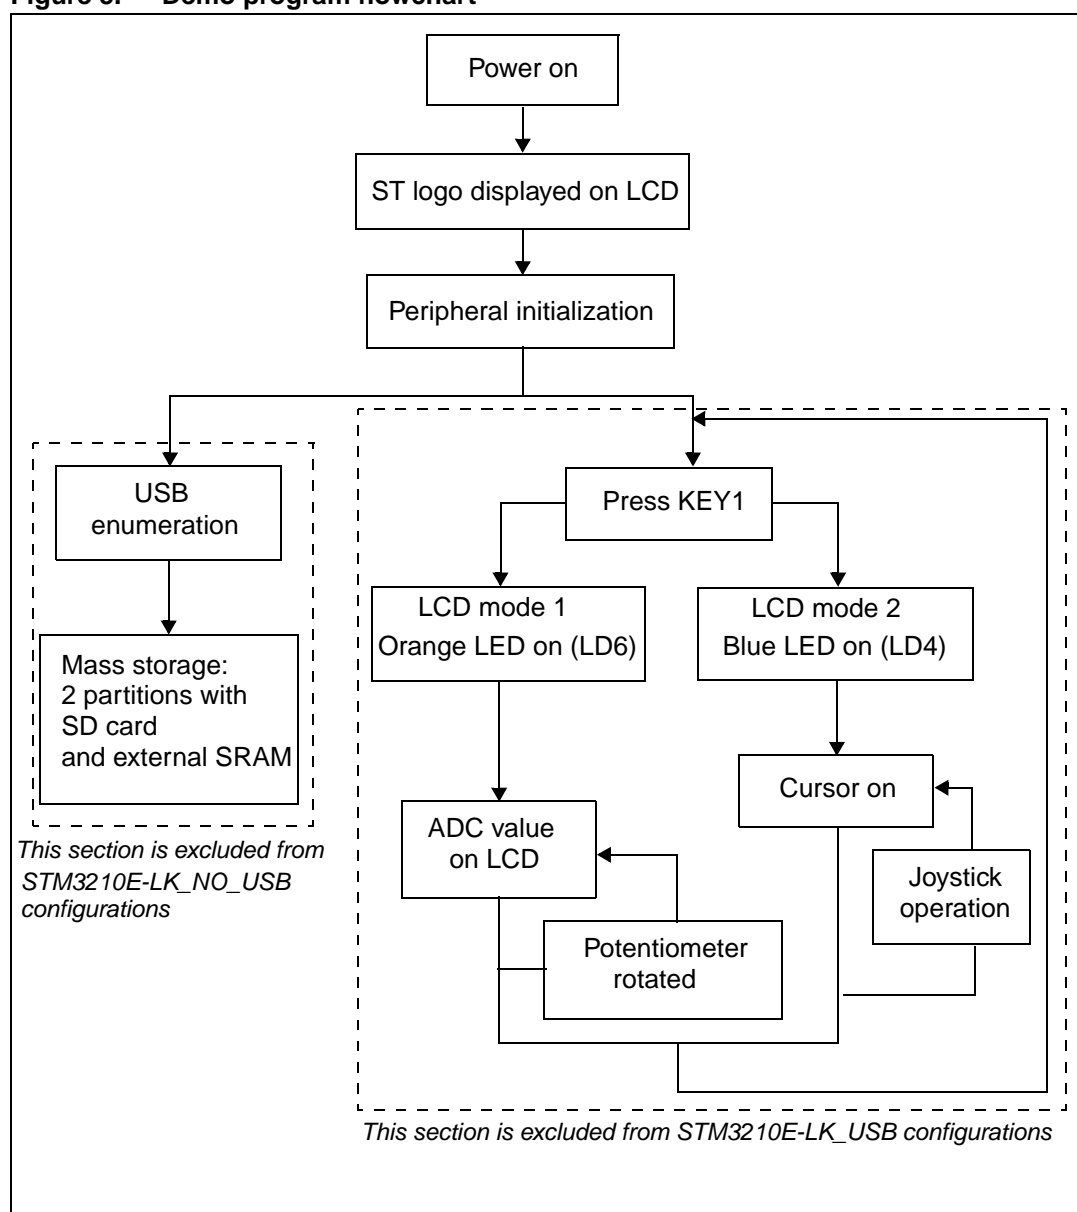 Figure 3. Demo program flowchart
Power on
ST logo displayed on LCD
Peripheral initialization
USB
enumeration
Mass storage:
2 partitions with
SD card
and external SRAM
This section is excluded from
STM3210E-LK_NO_USB
configurations
Press KEY1
LCD mode 1
Orange LED on (LD6)
LCD mode 2
Blue LED on (LD4)
ADC value
on LCD
Potentiometer
rotated
Cursor on
Joystick
operation
This section is excluded from STM3210E-LK_USB configurations